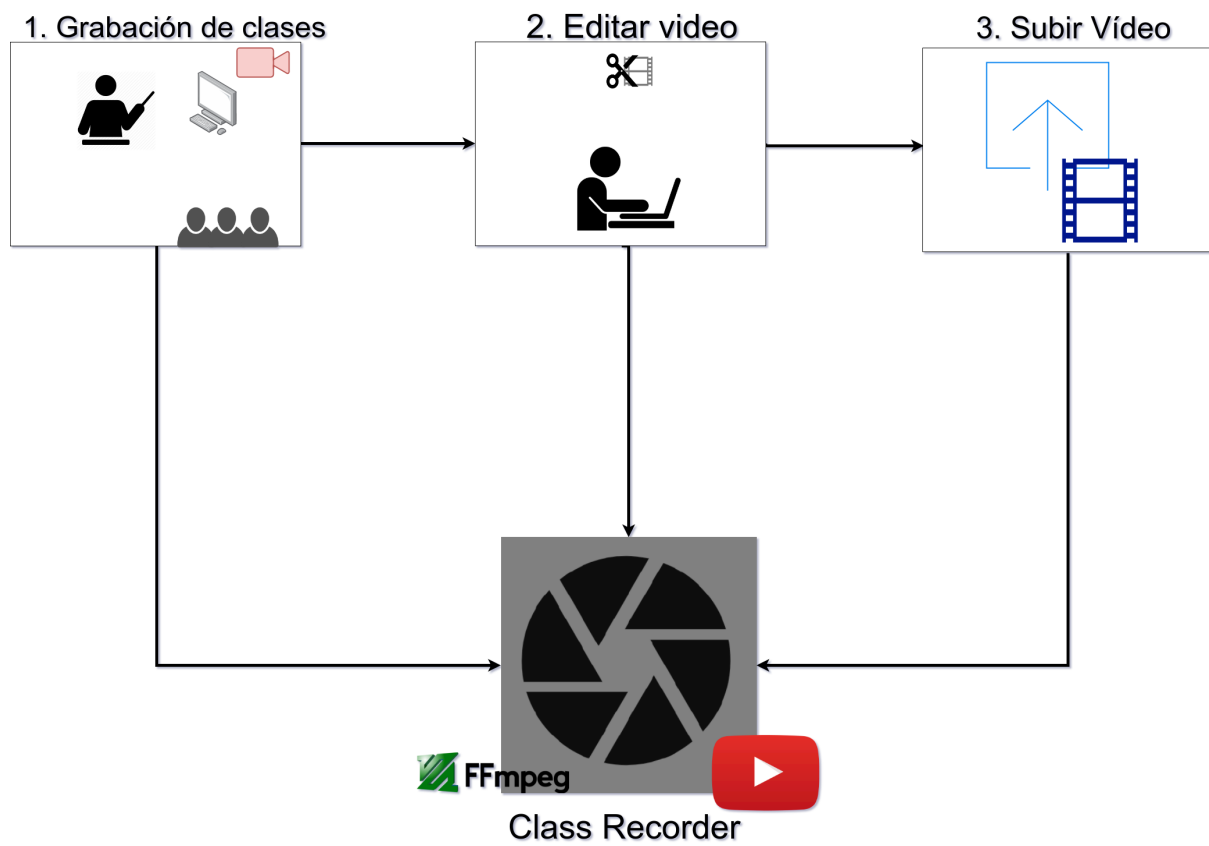 1. Grabación de clases
2. Editar video
3. Subir Vídeo
FFmpeg
Class Recorder